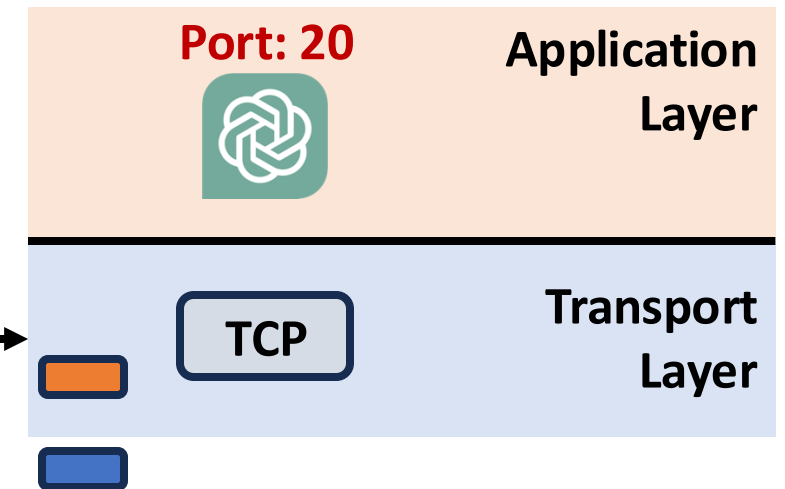 Port: 20
Application
Layer
TCP
Transport
Layer